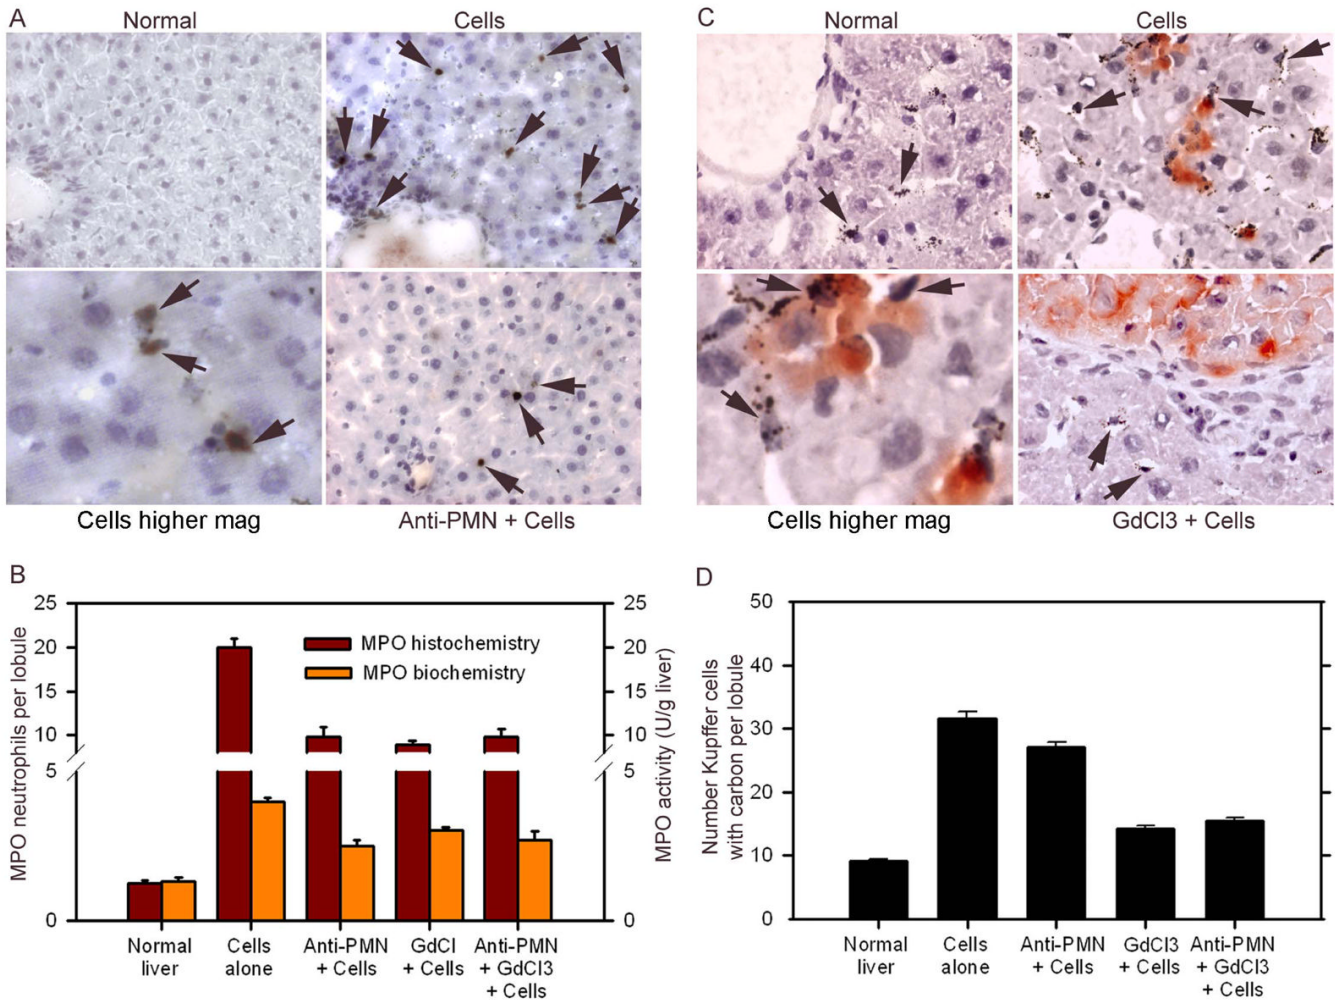 A
Normal
Cells
Cells higher mag
Anti-PMN + Cells
C
Normal
Cells
Cells higher mag
GdCl3 + Cells
B
MPO neutrophils per lobule
25
20
15
10
5
0
MPO histochemistry
MPO biochemistry
25
20
15
10
5
0
MPO activity (U/g liver)
Normal
liver
Cells
alone
Anti-PMN
+ Cells
GdCl
+ Cells
Anti-PMN
+ GdCl3
+ Cells
D
Number Kupffer cells
with carbon per lobule
50
40
30
20
10
0
Normal
liver
Cells
alone
Anti-PMN
+ Cells
GdCl3
+ Cells
Anti-PMN
+ GdCl3
+ Cells